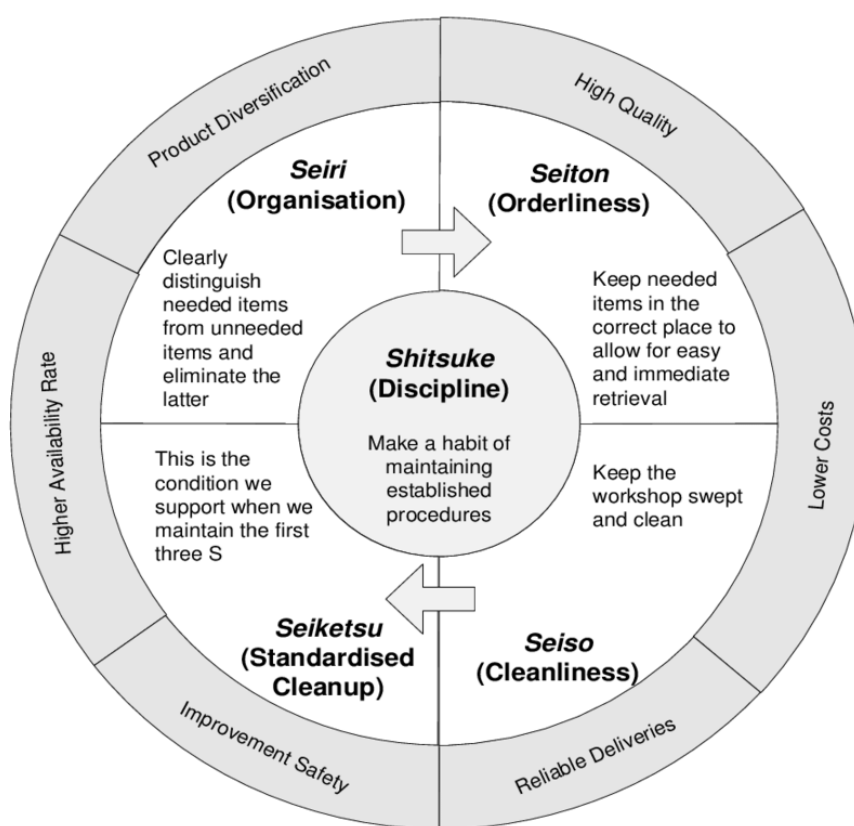 Product Diversification
High Quality
Seiri
(Organisation)
Seiton
(Orderliness)
Clearly
distinguish
needed items
from unneeded
items and
eliminate the
latter
Keep needed
items in the
correct place to
allow for easy
and immediate
retrieval
Shitsuke
(Discipline)
Make a habit of
maintaining
established
procedures
Higher Availability Rate
Lower Costs
This is the
condition we
support when we
maintain the first
three S
Keep the
workshop swept
and clean
Seiketsu
(Standardised
Cleanup)
Seiso
(Cleanliness)
Improvement Safety
Reliable Deliveries